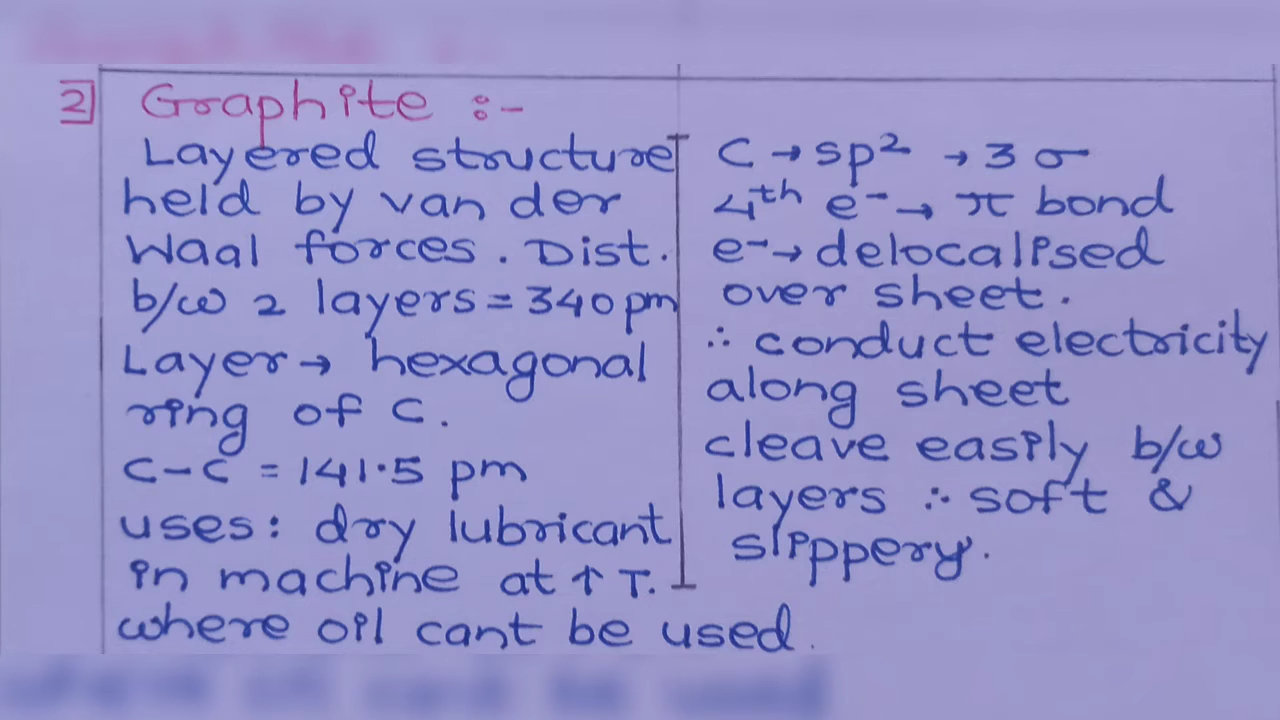 2 Graphite :-
Layered structure
held by van der
Waal forces. Dist.
b/w 2 layers = 340 pm
Layer → hexagonal
ring of C.
C-C = 141.5 pm
uses: dry lubricant
in machine at ↑ T.
where oil cant be used.
C → sp² → 3 σ
4th e⁻ → π bond
e⁻ → delocalised
over sheet.
∴ conduct electricity
along sheet
cleave easily b/w
layers ∴ soft &
slippery.